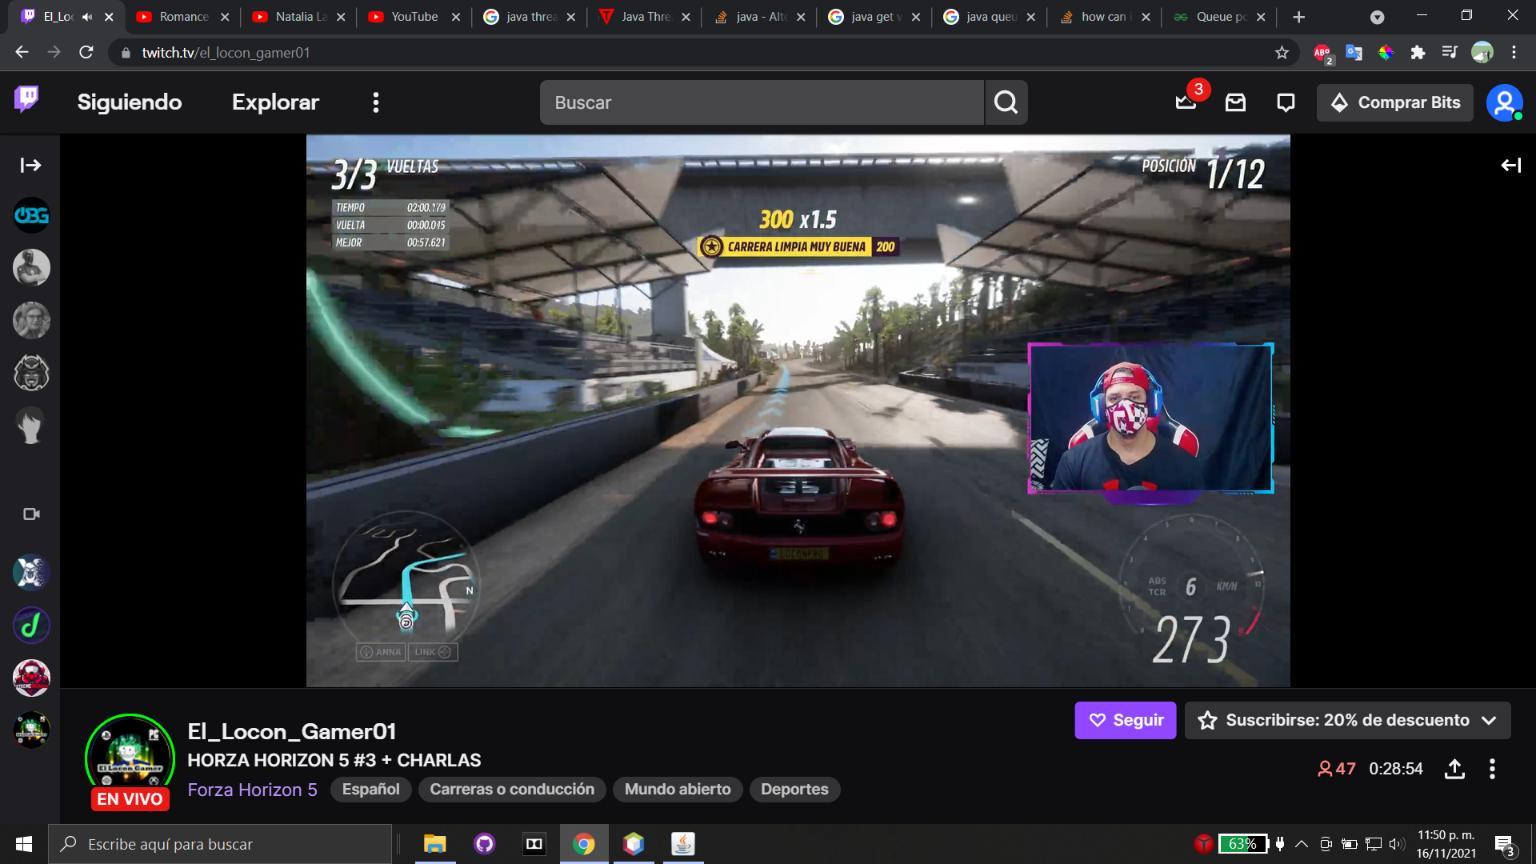 El_Loc
Romance
Natalia La
YouTube
java threa
Java Thre
java - Alte
java get v
java queu
how can i
Queue po
twitch.tv/el_locon_gamer01
ABP
2
Siguiendo
Explorar
Buscar
3
Comprar Bits
3/3 VUELTAS
POSICIÓN 1/12
TIEMPO 02:00.179
VUELTA 00:00.015
MEJOR 00:57.621
300 x1.5
CARRERA LIMPIA MUY BUENA 200
OBG
N
ANNA
LINK
ABS
TCR
6
KM/H
273
El_Locon_Gamer01
HORZA HORIZON 5 #3 + CHARLAS
Forza Horizon 5
Español
Carreras o conducción
Mundo abierto
Deportes
EN VIVO
Seguir
Suscribirse: 20% de descuento
47
0:28:54
Escribe aquí para buscar
63%
11:50 p. m.
16/11/2021
3